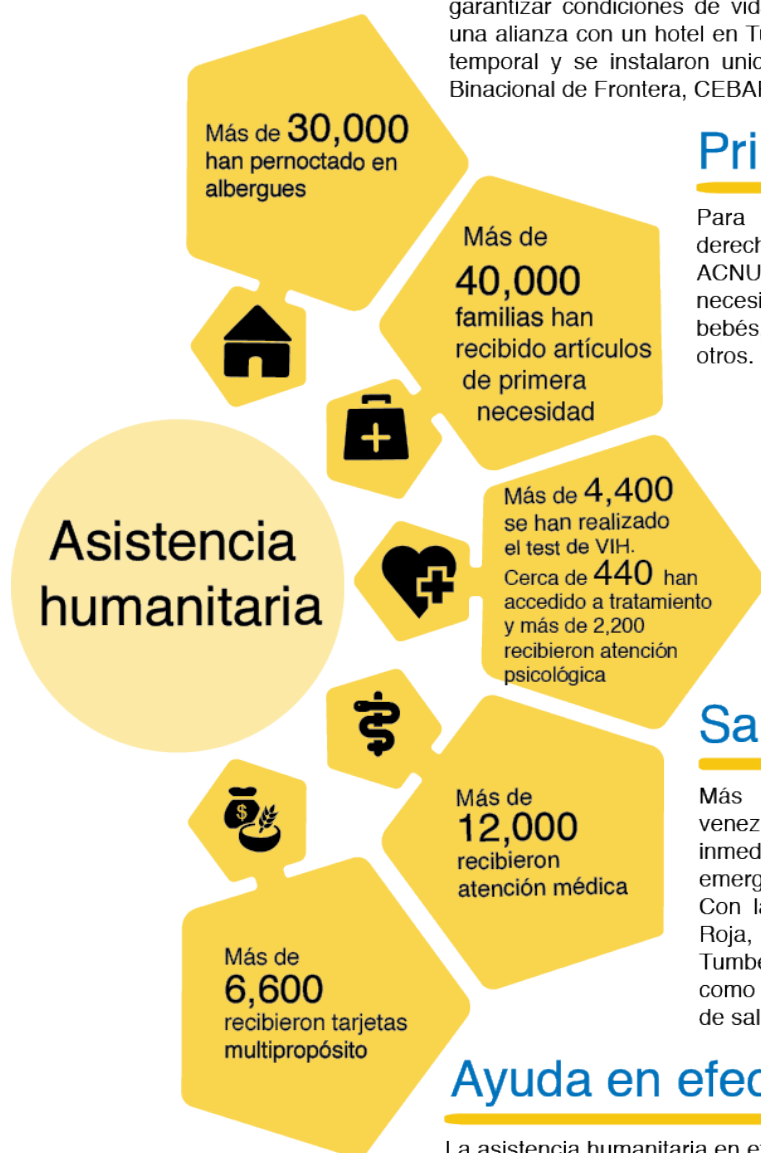 garantizar condiciones de vid
una alianza con un hotel en Tu
temporal y se instalaron unid
Binacional de Frontera, CEBA
Más de 30,000
han pernoctado en
albergues
Pri
Para
derech
ACNU
necesi
bebés
otros.
Más de
40,000
familias han
recibido artículos
de primera
necesidad
Asistencia
humanitaria
Más de 4,400
se han realizado
el test de VIH.
Cerca de 440 han
accedido a tratamiento
y más de 2,200
recibieron atención
psicológica
Sa
Más
venez
inmed
emerg
Con la
Roja,
Tumbe
como
de sal
Más de
12,000
recibieron
atención médica
$
Más de
6,600
recibieron tarjetas
multipropósito
Ayuda en efec
La asistencia humanitaria en e